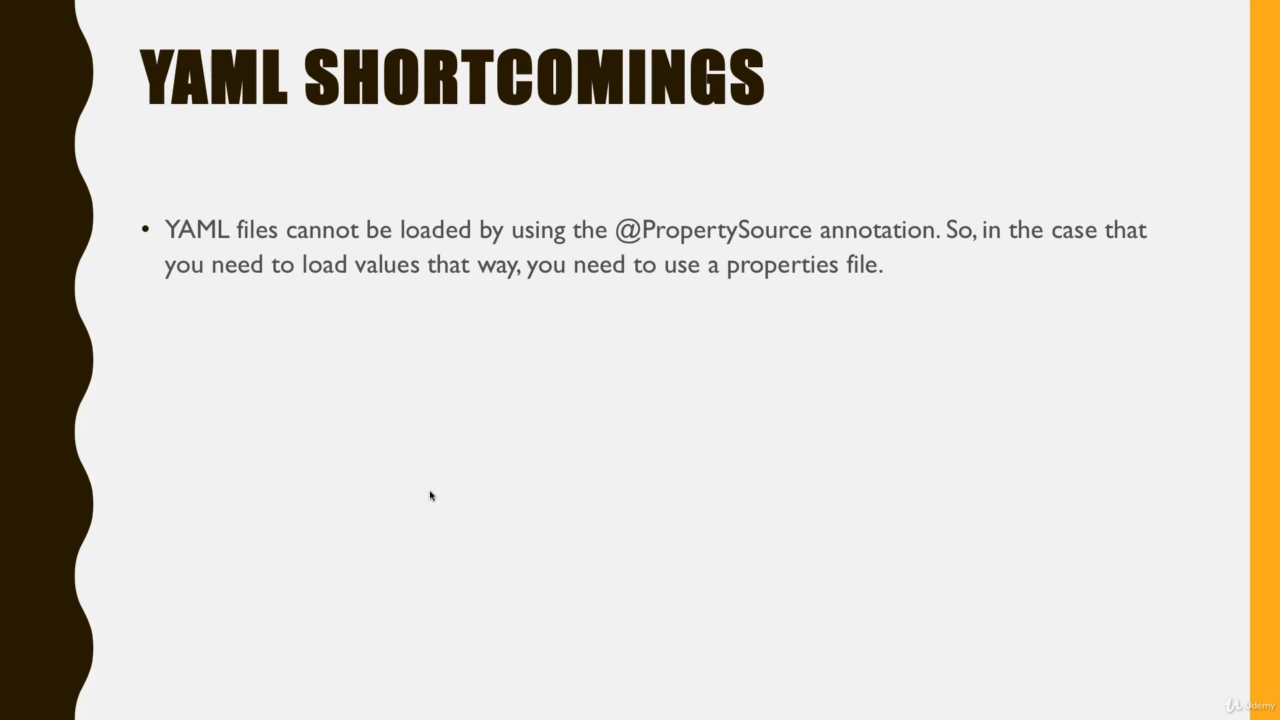 YAML SHORTCOMINGS
• YAML files cannot be loaded by using the @PropertySource annotation. So, in the case that
you need to load values that way, you need to use a properties file.
Udemy